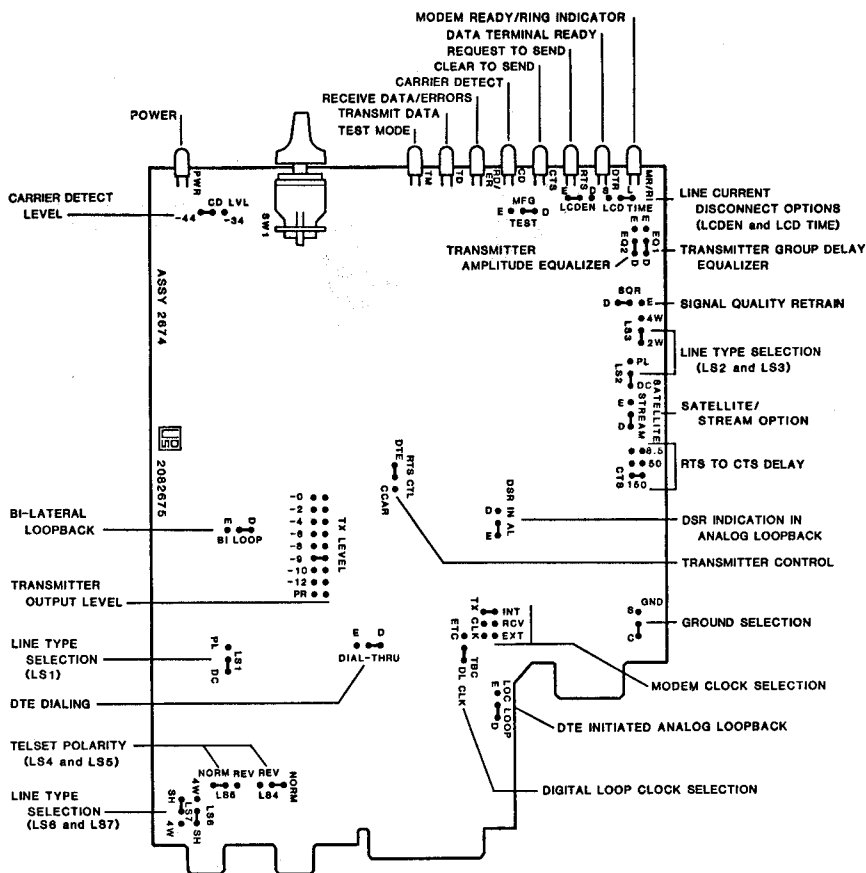 MODEM READY/RING INDICATOR
DATA TERMINAL READY
REQUEST TO SEND
CLEAR TO SEND
CARRIER DETECT
RECEIVE DATA/ERRORS
TRANSMIT DATA
TEST MODE
POWER
PWR
TM
TD
RD/
ER
CD
CTS
RTS
DTR
MR/RI
CARRIER DETECT
LEVEL
CD LVL
-44
-34
SW1
MFG
E D
TEST
E D
LCDEN
S L
LCD TIME
LINE CURRENT
DISCONNECT OPTIONS
(LCDEN and LCD TIME)
TRANSMITTER
AMPLITUDE EQUALIZER
E E
EQ2
EQ1
D D
TRANSMITTER GROUP DELAY
EQUALIZER
ASSY 2674
SQR
D E
SIGNAL QUALITY RETRAIN
4W
LS3
2W
LINE TYPE SELECTION
(LS2 and LS3)
PL
LS2
DC
SATELLITE
STREAM
E
D
SATELLITE/
STREAM OPTION
8.5
50
CTS
150
RTS TO CTS DELAY
UDS
2082675
DTE
RTS CTL
CCAR
BI-LATERAL
LOOPBACK
E D
BI LOOP
-0
-2
-4
-6
-8
-9
-10
-12
PR
TX LEVEL
DSR IN AL
D
E
DSR INDICATION IN
ANALOG LOOPBACK
TRANSMITTER CONTROL
TRANSMITTER
OUTPUT LEVEL
TX CLK
INT
RCV
EXT
ETC
TBC
DL CLK
GND
S
C
GROUND SELECTION
LINE TYPE
SELECTION
(LS1)
PL
LS1
DC
E D
DIAL-THRU
MODEM CLOCK SELECTION
DTE DIALING
LOC LOOP
E
D
DTE INITIATED ANALOG LOOPBACK
TELSET POLARITY
(LS4 and LS5)
NORM REV
LS5
REV
LS4
NORM
DIGITAL LOOP CLOCK SELECTION
LINE TYPE
SELECTION
(LS6 and LS7)
SH
LS7
4W
4W
LS6
SH